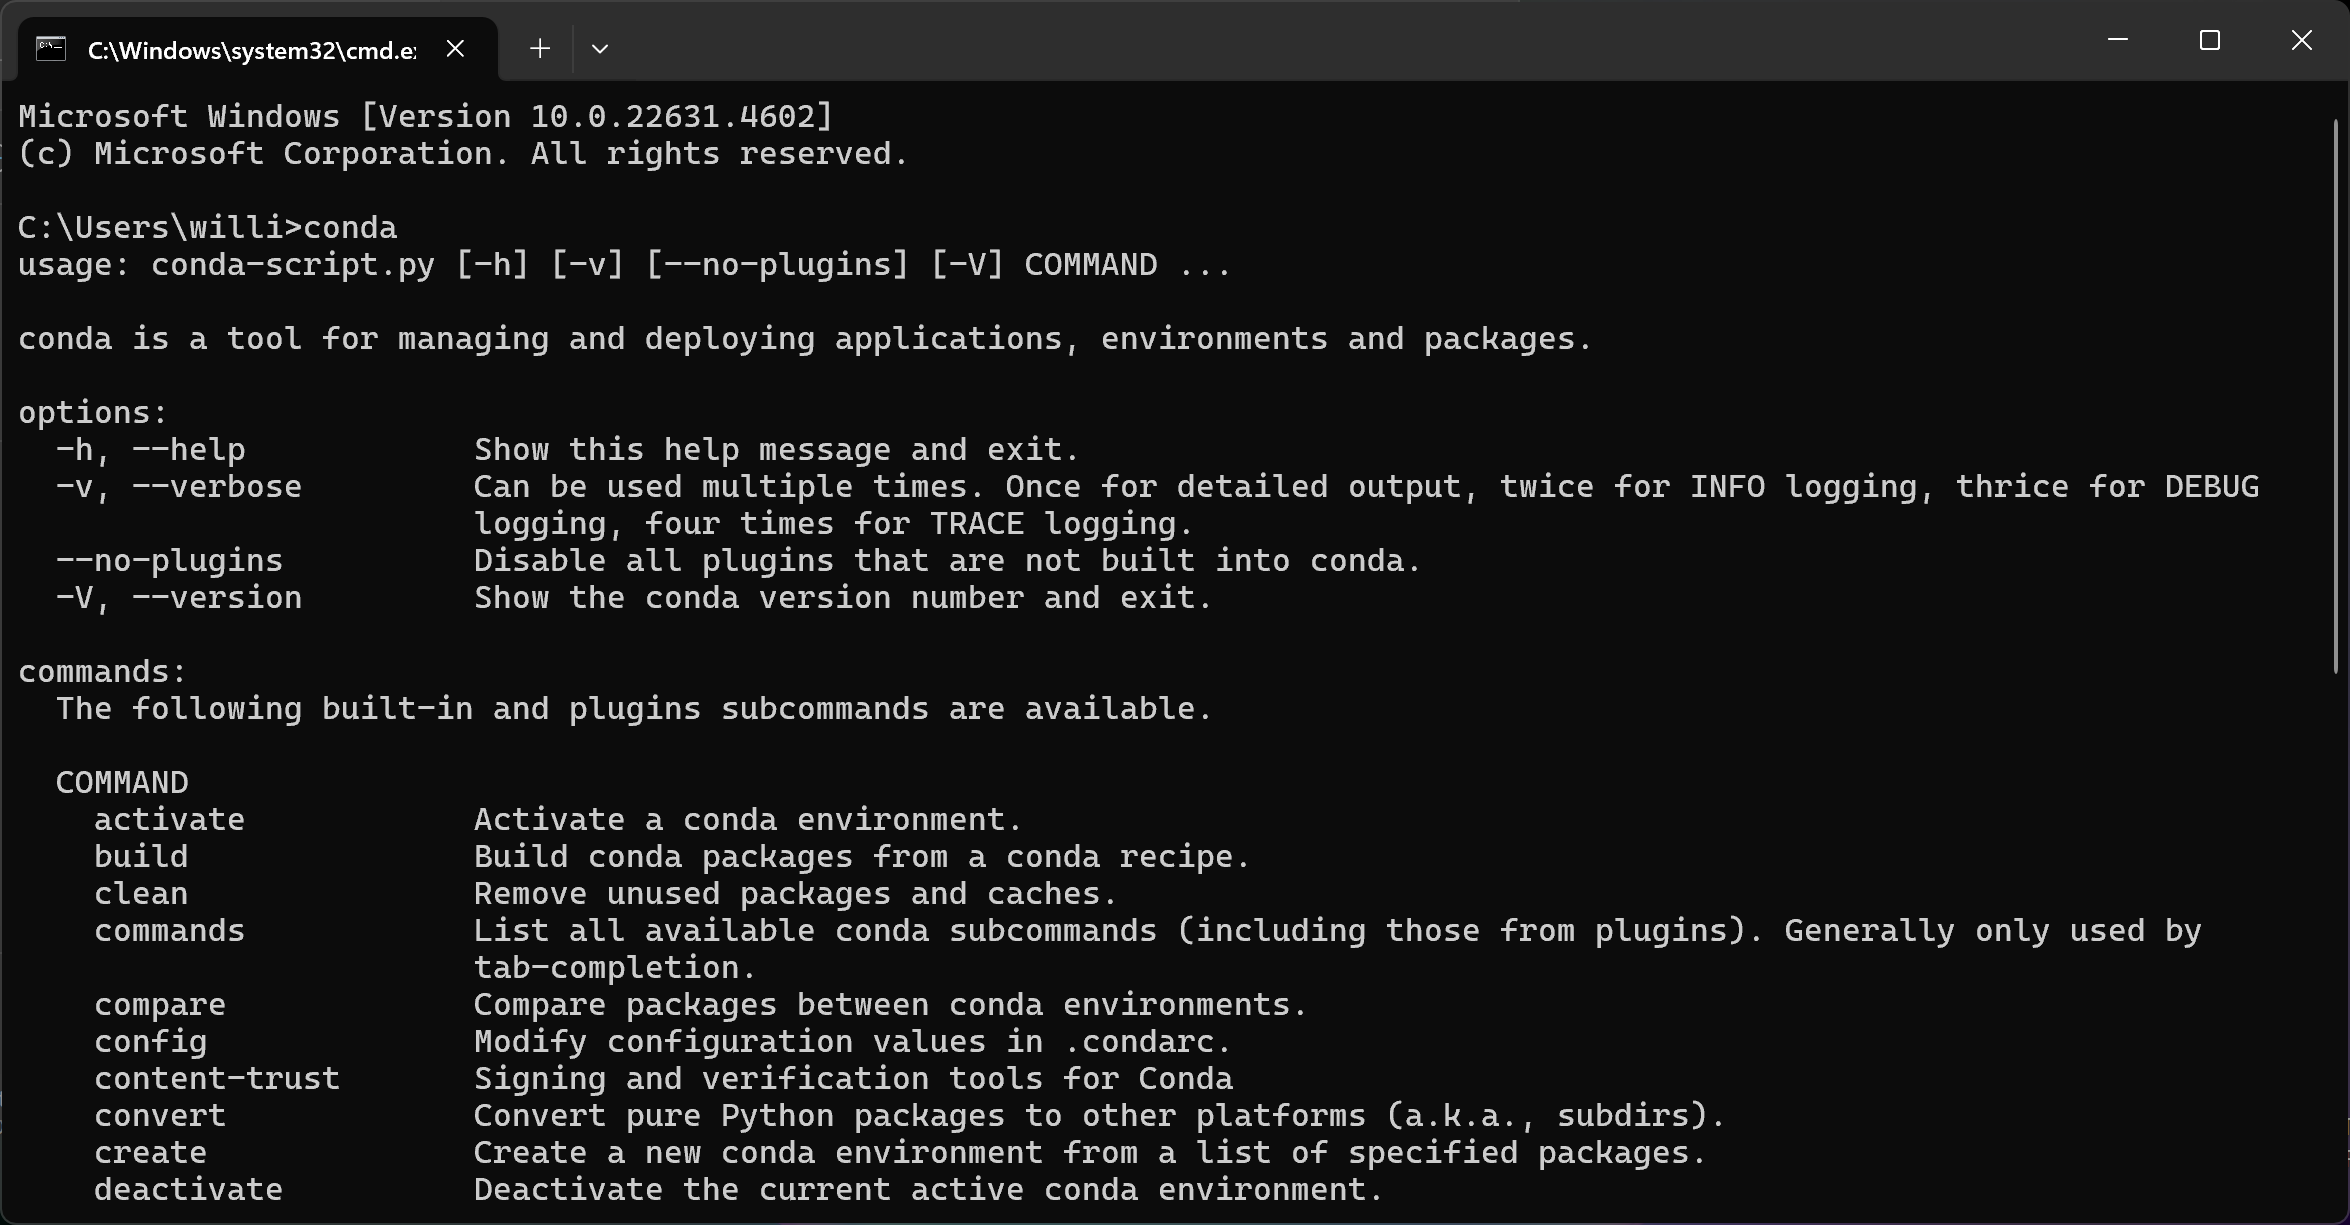 C:\Windows\system32\cmd.e
Microsoft Windows [Version 10.0.22631.4602]
(c) Microsoft Corporation. All rights reserved.
C:\Users\willi>conda
usage: conda-script.py [-h] [-v] [--no-plugins] [-V] COMMAND ...
conda is a tool for managing and deploying applications, environments and packages.
options:
  -h, --help            Show this help message and exit.
  -v, --verbose         Can be used multiple times. Once for detailed output, twice for INFO logging, thrice for DEBUG
                        logging, four times for TRACE logging.
  --no-plugins          Disable all plugins that are not built into conda.
  -V, --version         Show the conda version number and exit.
commands:
  The following built-in and plugins subcommands are available.
  COMMAND
    activate            Activate a conda environment.
    build               Build conda packages from a conda recipe.
    clean               Remove unused packages and caches.
    commands            List all available conda subcommands (including those from plugins). Generally only used by
                        tab-completion.
    compare             Compare packages between conda environments.
    config              Modify configuration values in .condarc.
    content-trust       Signing and verification tools for Conda
    convert             Convert pure Python packages to other platforms (a.k.a., subdirs).
    create              Create a new conda environment from a list of specified packages.
    deactivate          Deactivate the current active conda environment.